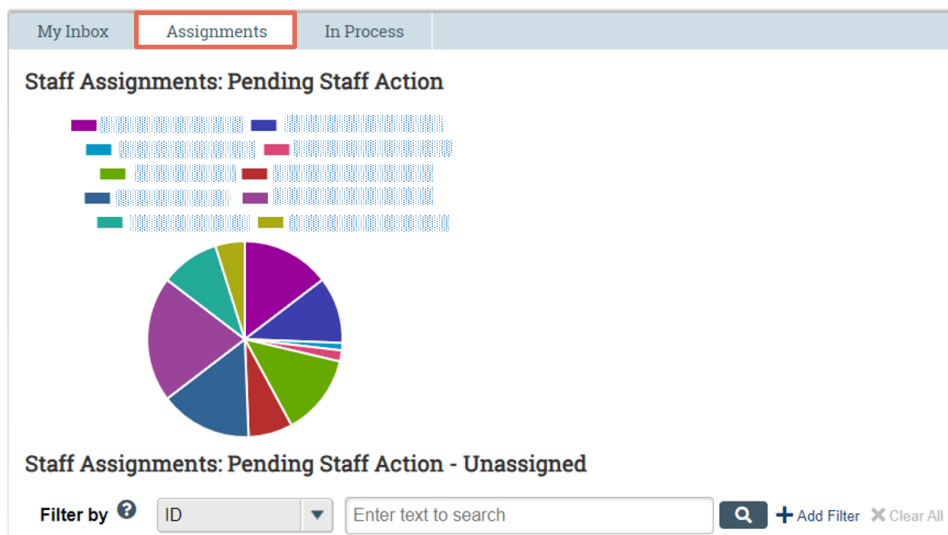 My Inbox Assignments In Process
Staff Assignments: Pending Staff Action
Staff Assignments: Pending Staff Action - Unassigned
Filter by ? ID Enter text to search Add Filter Clear All